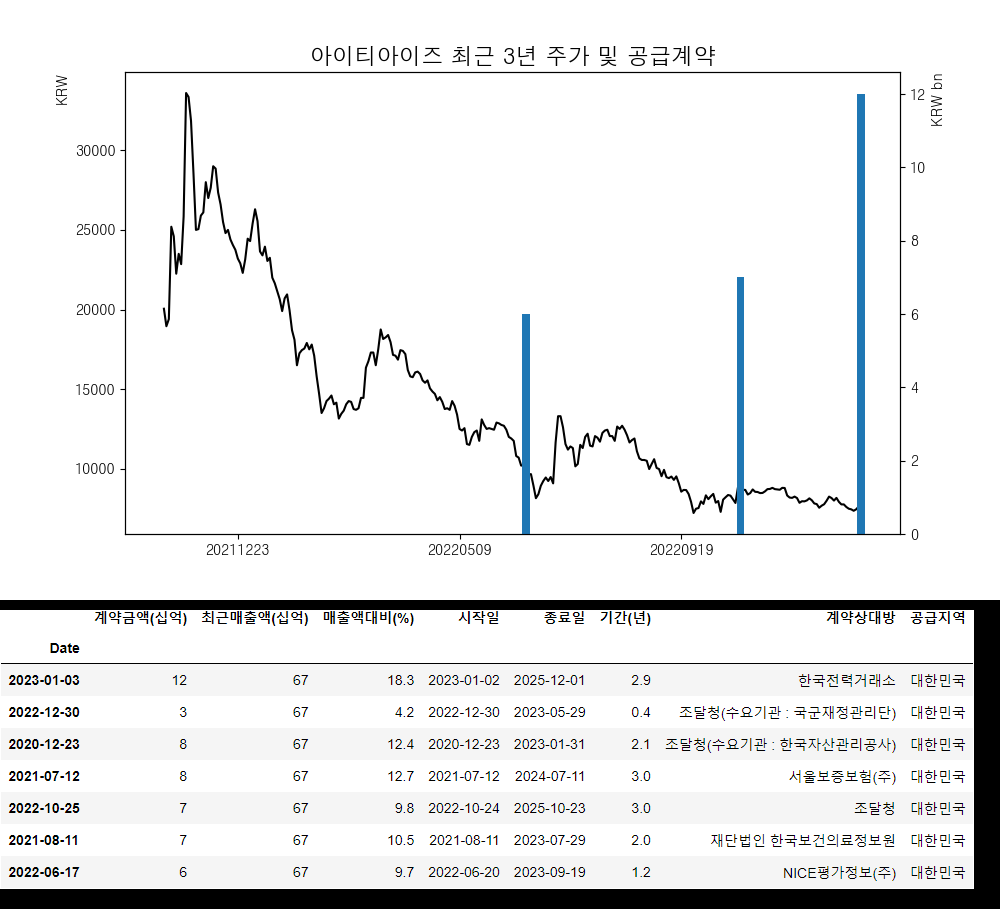 아이티아이즈 최근 3년 주가 및 공급계약
KRW
KRW bn
30000
25000
20000
15000
10000
12
10
8
6
4
2
0
20211223
20220509
20220919
계약금액(십억) 최근매출액(십억) 매출액대비(%) 시작일 종료일 기간(년) 계약상대방 공급지역
Date
2023-01-03 12 67 18.3 2023-01-02 2025-12-01 2.9 한국전력거래소 대한민국
2022-12-30 3 67 4.2 2022-12-30 2023-05-29 0.4 조달청(수요기관 : 국군재정관리단) 대한민국
2020-12-23 8 67 12.4 2020-12-23 2023-01-31 2.1 조달청(수요기관 : 한국자산관리공사) 대한민국
2021-07-12 8 67 12.7 2021-07-12 2024-07-11 3.0 서울보증보험(주) 대한민국
2022-10-25 7 67 9.8 2022-10-24 2025-10-23 3.0 조달청 대한민국
2021-08-11 7 67 10.5 2021-08-11 2023-07-29 2.0 재단법인 한국보건의료정보원 대한민국
2022-06-17 6 67 9.7 2022-06-20 2023-09-19 1.2 NICE평가정보(주) 대한민국